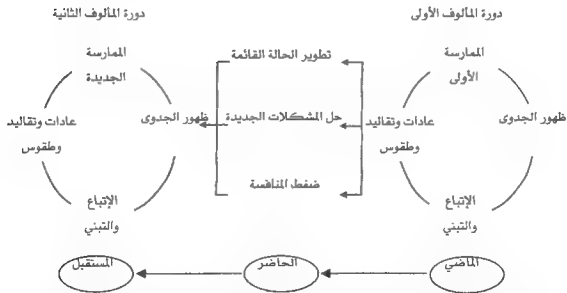 دورة المألوف الأولى
دورة المألوف الثانية
الممارسة
الأولى
ظهور الجدوى
عادات وتقاليد
وطقوس
الإتباع
والتبني
تطوير الحالة القائمة
حل المشكلات الجديدة
ضغط المنافسة
الممارسة
الجديدة
ظهور الجدوى
عادات وتقاليد
وطقوس
الإتباع
والتبني
الماضي
الحاضر
المستقبل